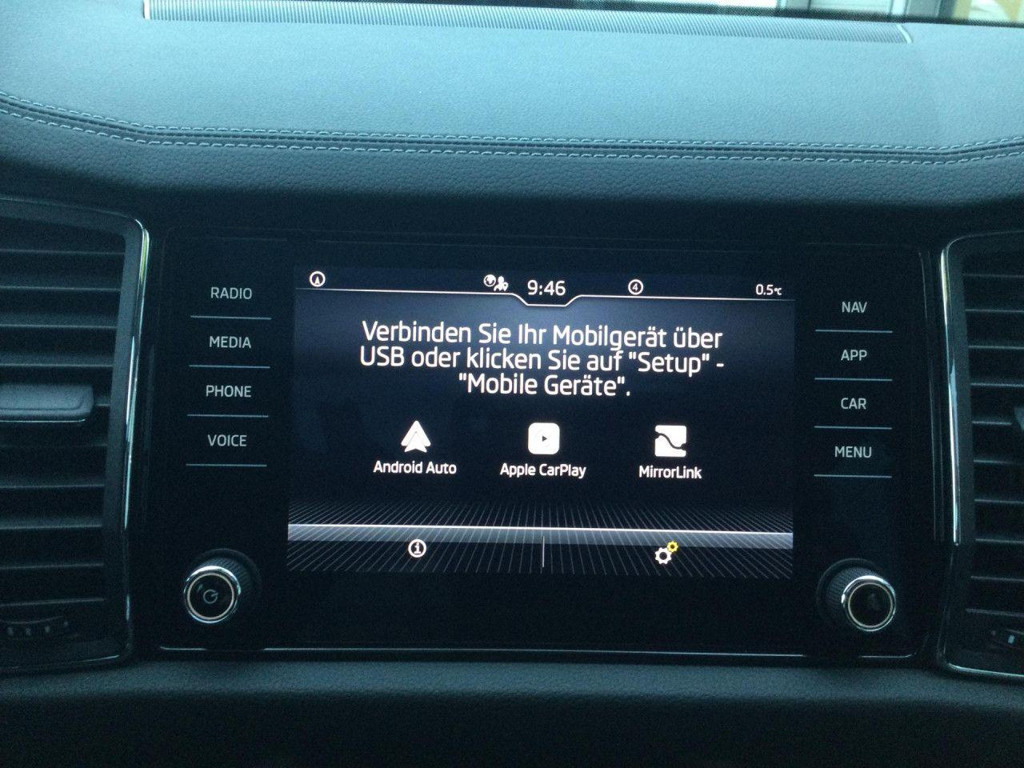 9:46
4
0.5°C
RADIO
MEDIA
PHONE
VOICE
Verbinden Sie Ihr Mobilgerät über
USB oder klicken Sie auf "Setup" -
"Mobile Geräte".
Android Auto
Apple CarPlay
MirrorLink
NAV
APP
CAR
MENU